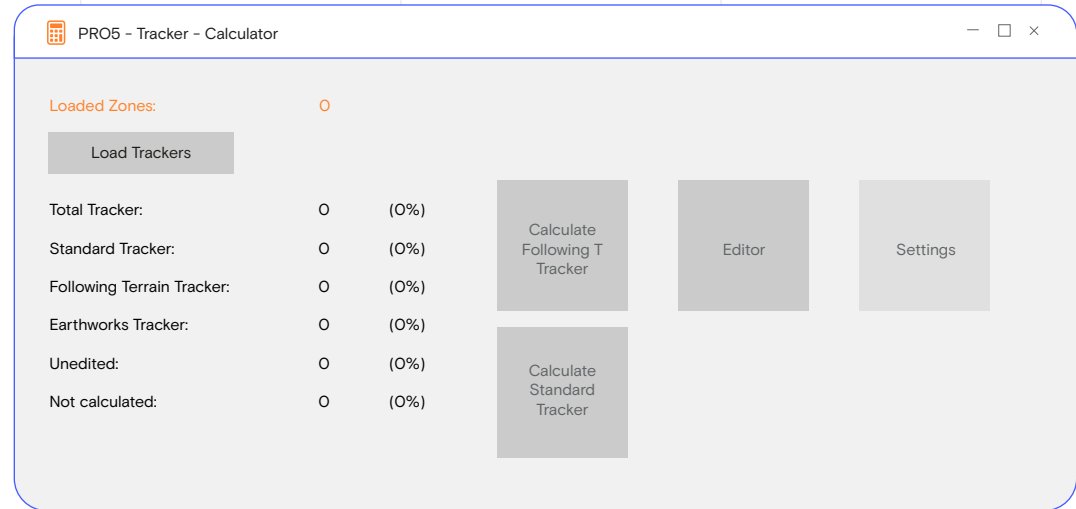 PRO5 - Tracker - Calculator
Loaded Zones: 0
Load Trackers
Total Tracker: 0 (0%)
Standard Tracker: 0 (0%)
Following Terrain Tracker: 0 (0%)
Earthworks Tracker: 0 (0%)
Unedited: 0 (0%)
Not calculated: 0 (0%)
Calculate
Following T
Tracker
Editor
Settings
Calculate
Standard
Tracker